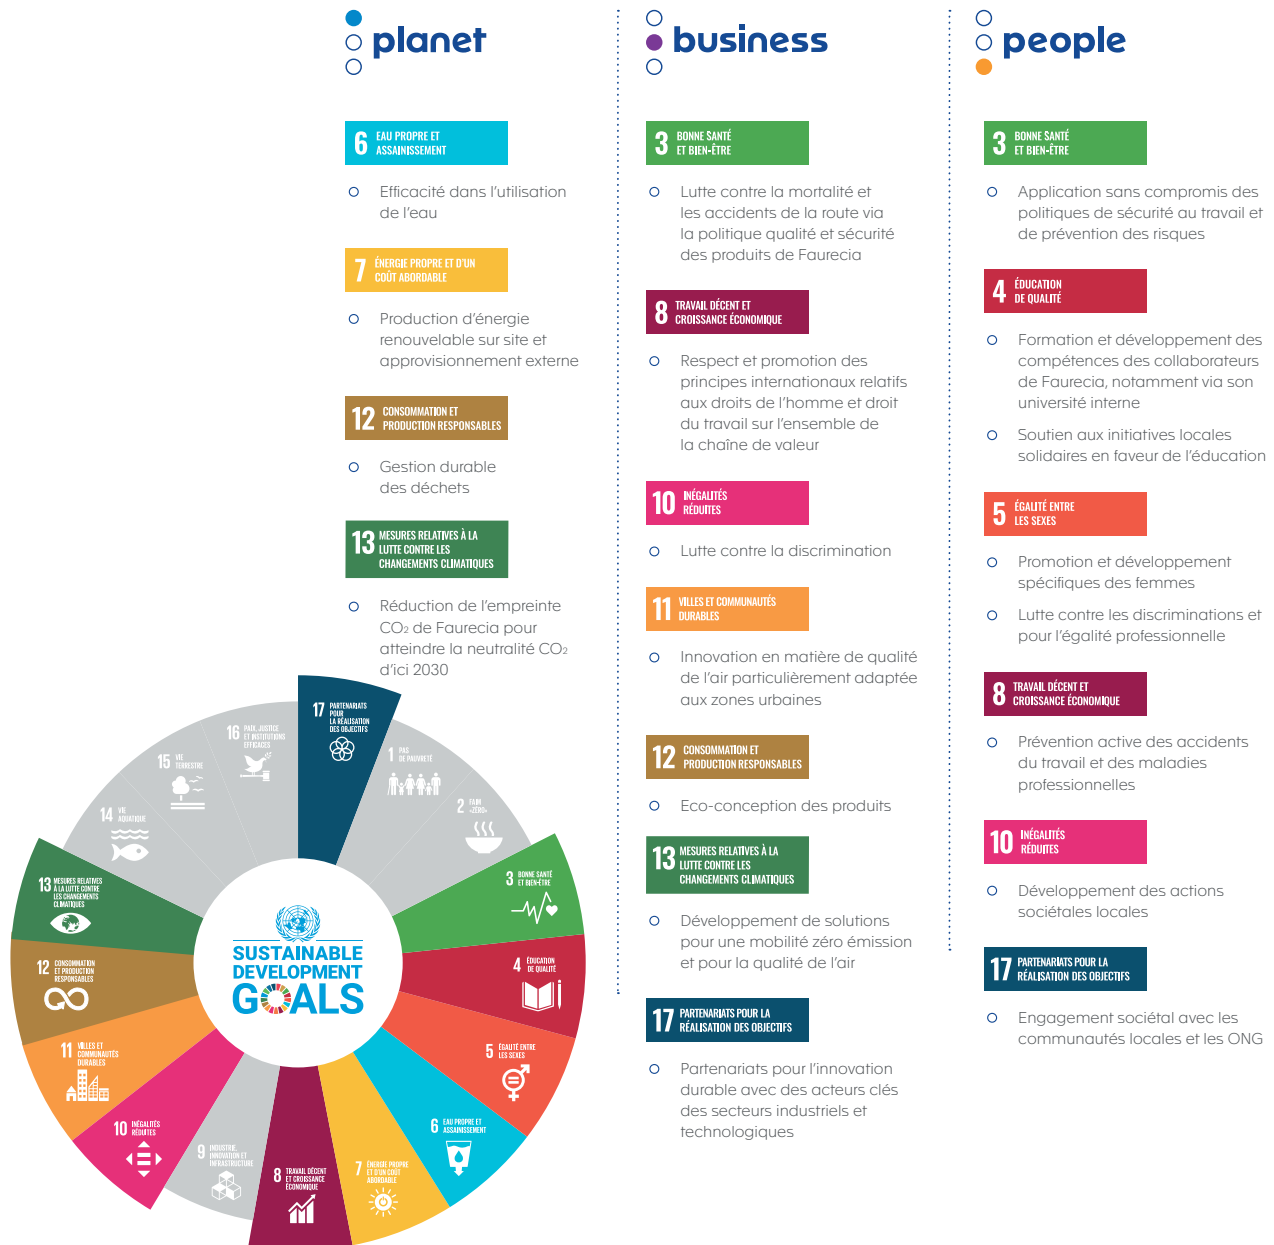 planet
6 EAU PROPRE ET
ASSAINISSEMENT
Efficacité dans l'utilisation
de l'eau
7 ÉNERGIE PROPRE ET D'UN
COÛT ABORDABLE
Production d'énergie
renouvelable sur site et
approvisionnement externe
12 CONSOMMATION ET
PRODUCTION RESPONSABLES
Gestion durable
des déchets
13 MESURES RELATIVES À LA
LUTTE CONTRE LES
CHANGEMENTS CLIMATIQUES
Réduction de l'empreinte
CO2 de Faurecia pour
atteindre la neutralité CO2
d'ici 2030
business
3 BONNE SANTÉ
ET BIEN-ÊTRE
Lutte contre la mortalité et
les accidents de la route via
la politique qualité et sécurité
des produits de Faurecia
8 TRAVAIL DÉCENT ET
CROISSANCE ÉCONOMIQUE
Respect et promotion des
principes internationaux relatifs
aux droits de l'homme et droit
du travail sur l'ensemble de
la chaîne de valeur
10 INÉGALITÉS
RÉDUITES
Lutte contre la discrimination
11 VILLES ET COMMUNAUTÉS
DURABLES
Innovation en matière de qualité
de l'air particulièrement adaptée
aux zones urbaines
12 CONSOMMATION ET
PRODUCTION RESPONSABLES
Eco-conception des produits
13 MESURES RELATIVES À LA
LUTTE CONTRE LES
CHANGEMENTS CLIMATIQUES
Développement de solutions
pour une mobilité zéro émission
et pour la qualité de l'air
17 PARTENARIATS POUR LA
RÉALISATION DES OBJECTIFS
Partenariats pour l'innovation
durable avec des acteurs clés
des secteurs industriels et
technologiques
people
3 BONNE SANTÉ
ET BIEN-ÊTRE
Application sans compromis des
politiques de sécurité au travail et
de prévention des risques
4 ÉDUCATION
DE QUALITÉ
Formation et développement des
compétences des collaborateurs
de Faurecia, notamment via son
université interne
Soutien aux initiatives locales
solidaires en faveur de l'éducation
5 ÉGALITÉ ENTRE
LES SEXES
Promotion et développement
spécifiques des femmes
Lutte contre les discriminations et
pour l'égalité professionnelle
8 TRAVAIL DÉCENT ET
CROISSANCE ÉCONOMIQUE
Prévention active des accidents
du travail et des maladies
professionnelles
10 INÉGALITÉS
RÉDUITES
Développement des actions
sociétales locales
17 PARTENARIATS POUR LA
RÉALISATION DES OBJECTIFS
Engagement sociétal avec les
communautés locales et les ONG
SUSTAINABLE
DEVELOPMENT
GOALS
1 PAS
DE PAUVRETÉ
2 FAIM
«ZÉRO»
3 BONNE SANTÉ
ET BIEN-ÊTRE
4 ÉDUCATION
DE QUALITÉ
5 ÉGALITÉ ENTRE
LES SEXES
6 EAU PROPRE ET
ASSAINISSEMENT
7 ÉNERGIE PROPRE
ET D'UN COÛT
ABORDABLE
8 TRAVAIL DÉCENT
ET CROISSANCE
ÉCONOMIQUE
9 INDUSTRIE,
INNOVATION ET
INFRASTRUCTURE
10 INÉGALITÉS
RÉDUITES
11 VILLES ET
COMMUNAUTÉS
DURABLES
12 CONSOMMATION
ET PRODUCTION
RESPONSABLES
13 MESURES RELATIVES
À LA LUTTE CONTRE
LES CHANGEMENTS
CLIMATIQUES
14 VIE
AQUATIQUE
15 VIE
TERRESTRE
16 PAIX, JUSTICE
ET INSTITUTIONS
EFFICACES
17 PARTENARIATS
POUR
LA RÉALISATION
DES OBJECTIFS